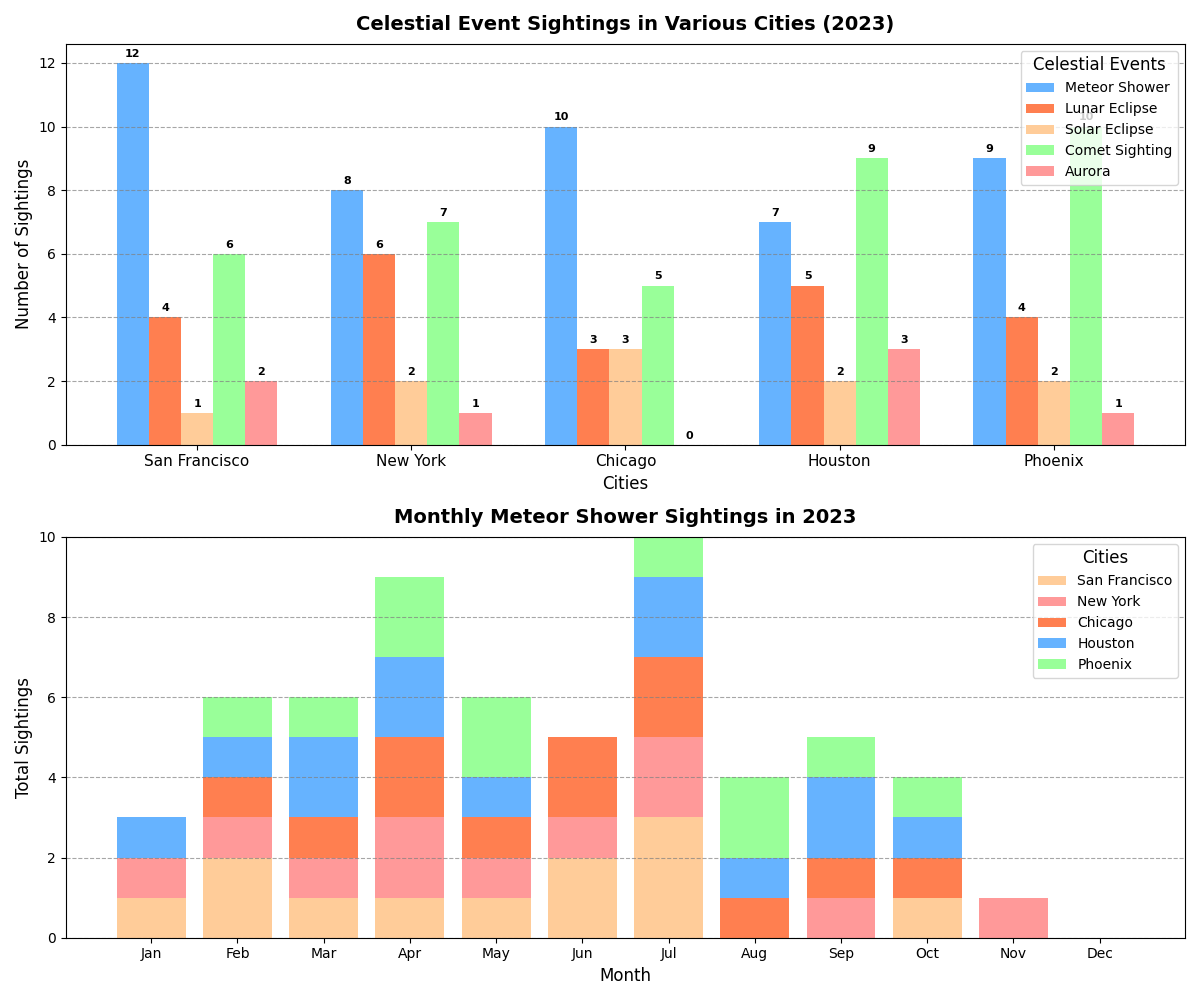 Celestial Event Sightings in Various Cities (2023)
Number of Sightings
12
10
8
6
4
2
0
12
4
1
6
2
8
6
2
7
1
10
3
3
5
0
7
5
2
9
3
9
4
2
10
1
Celestial Events
Meteor Shower
Lunar Eclipse
Solar Eclipse
Comet Sighting
Aurora
San Francisco New York Chicago Houston Phoenix
Cities
Monthly Meteor Shower Sightings in 2023
Total Sightings
10
8
6
4
2
0
Cities
San Francisco
New York
Chicago
Houston
Phoenix
Jan Feb Mar Apr May Jun Jul Aug Sep Oct Nov Dec
Month